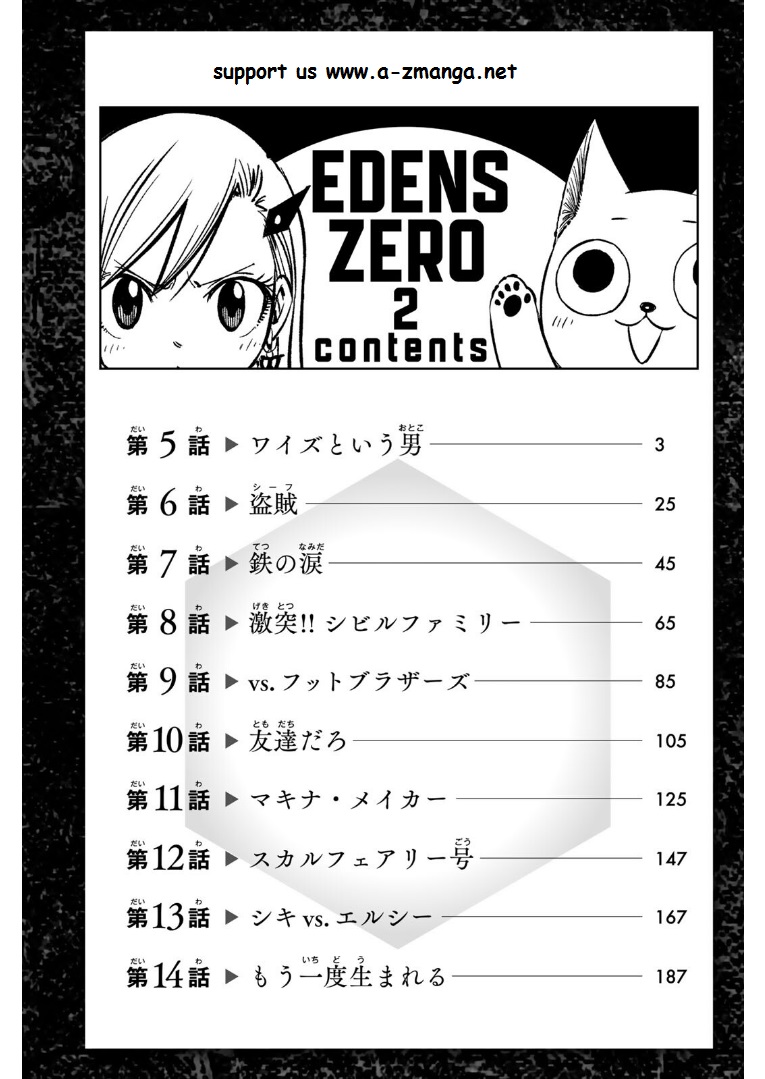 support us www.a-zmanga.net
EDENS
ZERO
2
contents
第5話 ▶ ワイズという男 3
第6話 ▶ 盗賊 25
第7話 ▶ 鉄の涙 45
第8話 ▶ 激突!! シビルファミリー 65
第9話 ▶ vs.フットブラザーズ 85
第10話 ▶ 友達だろ 105
第11話 ▶ マキナ・メイカー 125
第12話 ▶ スカルフェアリー号 147
第13話 ▶ シキvs.エルシー 167
第14話 ▶ もう一度生まれる 187